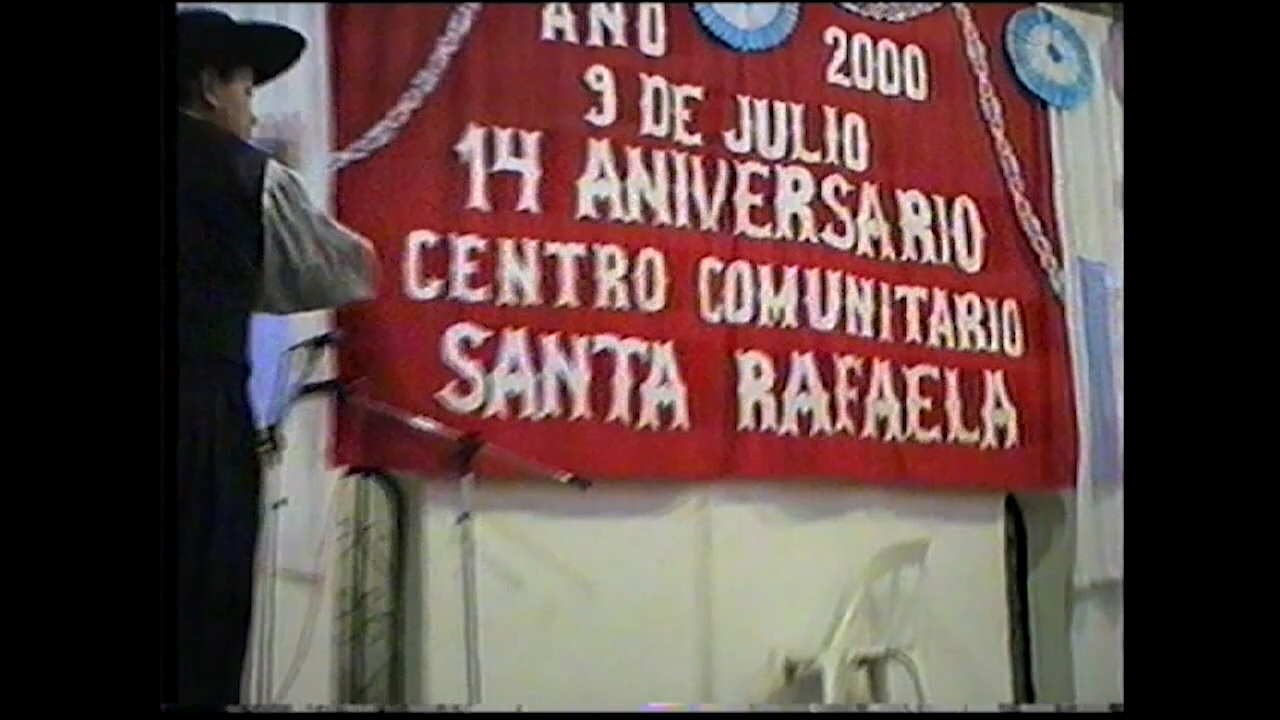 AÑO 2000
9 DE JULIO
14 ANIVERSARIO
CENTRO COMUNITARIO
SANTA RAFAELA